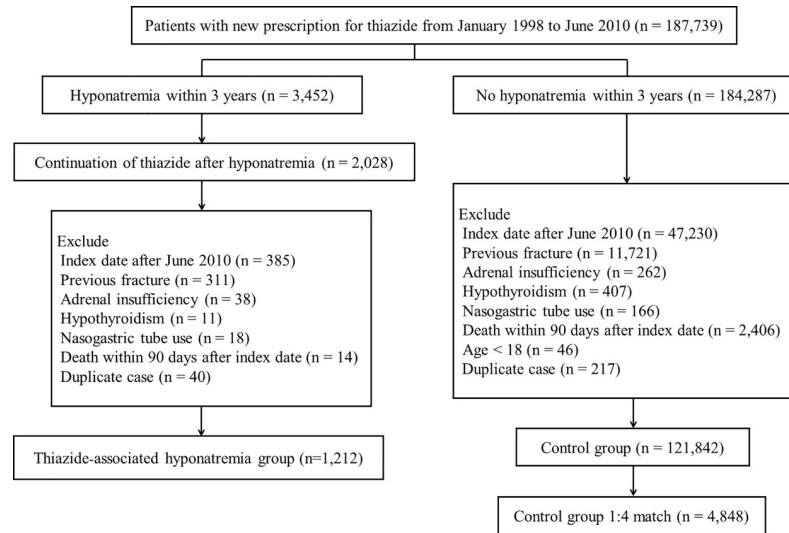 Patients with new prescription for thiazide from January 1998 to June 2010 (n = 187,739)
Hyponatremia within 3 years (n = 3,452)
No hyponatremia within 3 years (n = 184,287)
Continuation of thiazide after hyponatremia (n = 2,028)
Exclude
Index date after June 2010 (n = 385)
Previous fracture (n = 311)
Adrenal insufficiency (n = 38)
Hypothyroidism (n = 11)
Nasogastric tube use (n = 18)
Death within 90 days after index date (n = 14)
Duplicate case (n = 40)
Exclude
Index date after June 2010 (n = 47,230)
Previous fracture (n = 11,721)
Adrenal insufficiency (n = 262)
Hypothyroidism (n = 407)
Nasogastric tube use (n = 166)
Death within 90 days after index date (n = 2,406)
Age < 18 (n = 46)
Duplicate case (n = 217)
Thiazide-associated hyponatremia group (n=1,212)
Control group (n = 121,842)
Control group 1:4 match (n = 4,848)